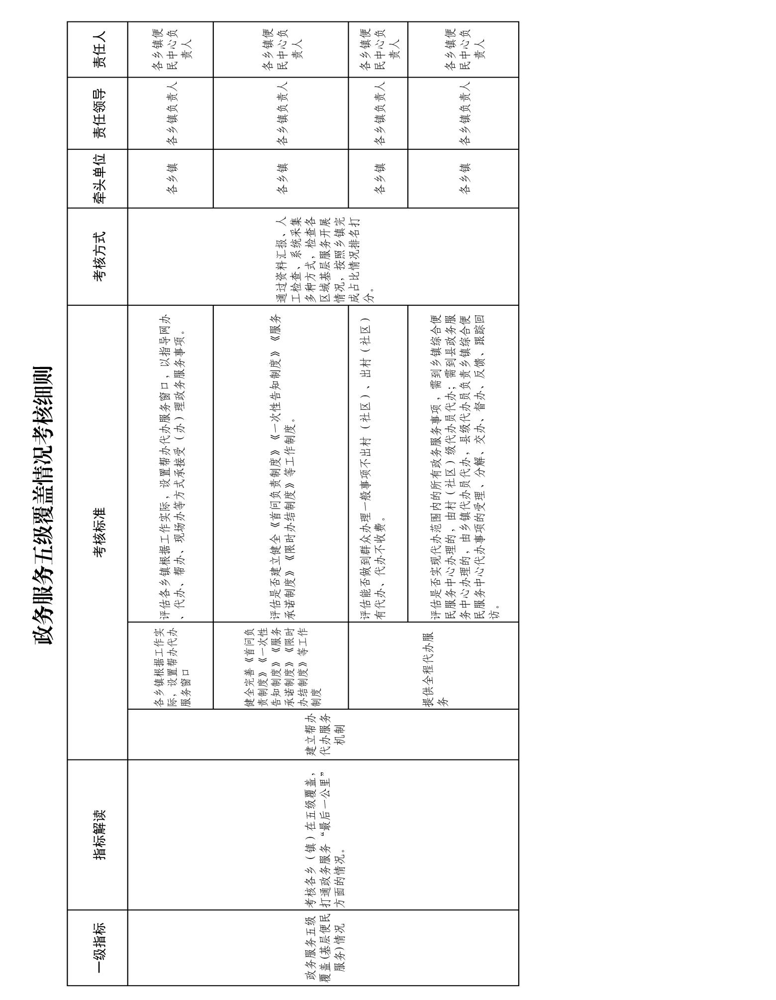 政务服务五级覆盖情况考核细则
一级指标
指标解读
考核标准
考核方式
牵头单位
责任领导
责任人
政务服务五级
覆盖(基层便民
服务)情况
考核各乡（镇）在五级覆盖，
打通政务服务“最后一公里”
方面的情况。
建立帮办
代办服务
机制
各乡镇根据工作实
际，设置帮办代办
服务窗口
评估各乡镇根据工作实际，设置帮办代办服务窗口，以指导网办
、代办、帮办、现场办等方式承接受（办）理政务服务事项。
通过资料汇报、人
工检查、系统采集
多种方式，检查各
区域基层服务开展
情况，按照乡镇完
成占比情况排名打
分。
各乡镇
各乡镇负责人
各乡镇便
民中心负
责人
健全完善《首问负
责制度》《一次性
告知制度》《服务
承诺制度》《限时
办结制度》等工作
制度
评估是否建立健全《首问负责制度》《一次性告知制度》《服务
承诺制度》《限时办结制度》等工作制度。
各乡镇
各乡镇负责人
各乡镇便
民中心负
责人
提供全程代办服
务
评估能否做到群众办理一般事项不出村（社区）、出村（社区）
有代办、代办不收费。
各乡镇
各乡镇负责人
各乡镇便
民中心负
责人
评估是否实现代办范围内的所有政务服务事项，需到乡镇综合便
民服务中心办理的，由村（社区）级代办员代办；需到县政务服
务中心办理的，由乡镇代办员代办，县级代办员负责乡镇综合便
民服务中心代办事项的受理、分解、交办、督办、反馈、跟踪回
访。
各乡镇
各乡镇负责人
各乡镇便
民中心负
责人